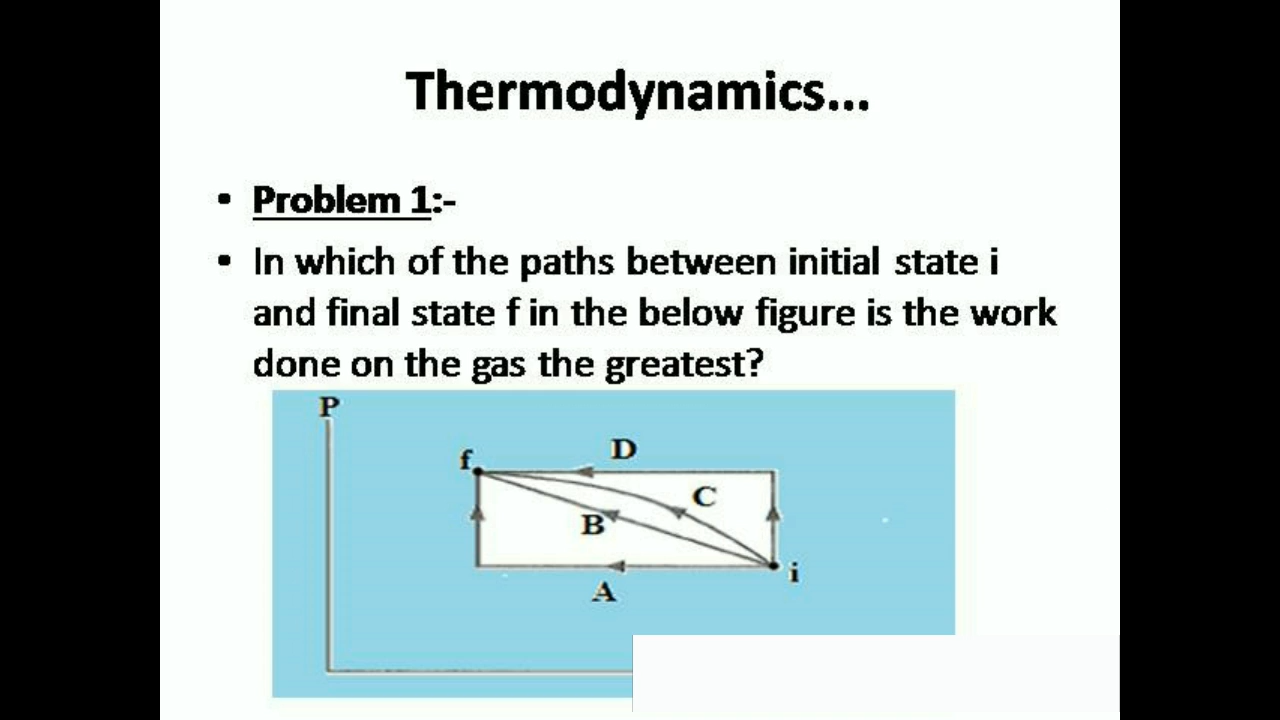 Thermodynamics...
• Problem 1:-
• In which of the paths between initial state i
and final state f in the below figure is the work
done on the gas the greatest?
P
D
f
C
B
i
A